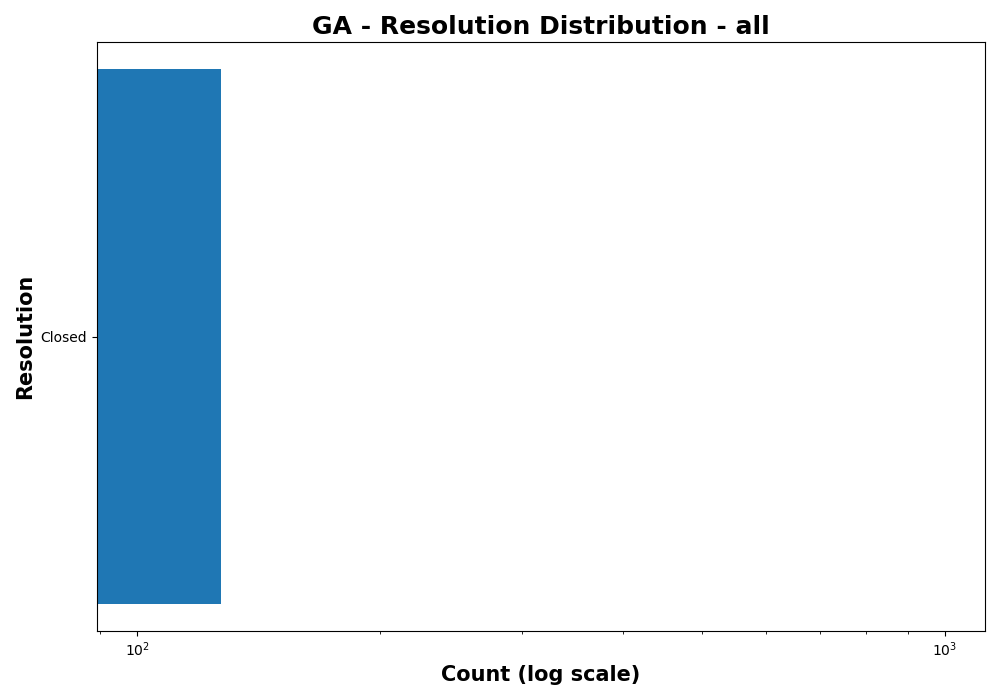 GA - Resolution Distribution - all
Resolution
Closed
10²
10³
Count (log scale)